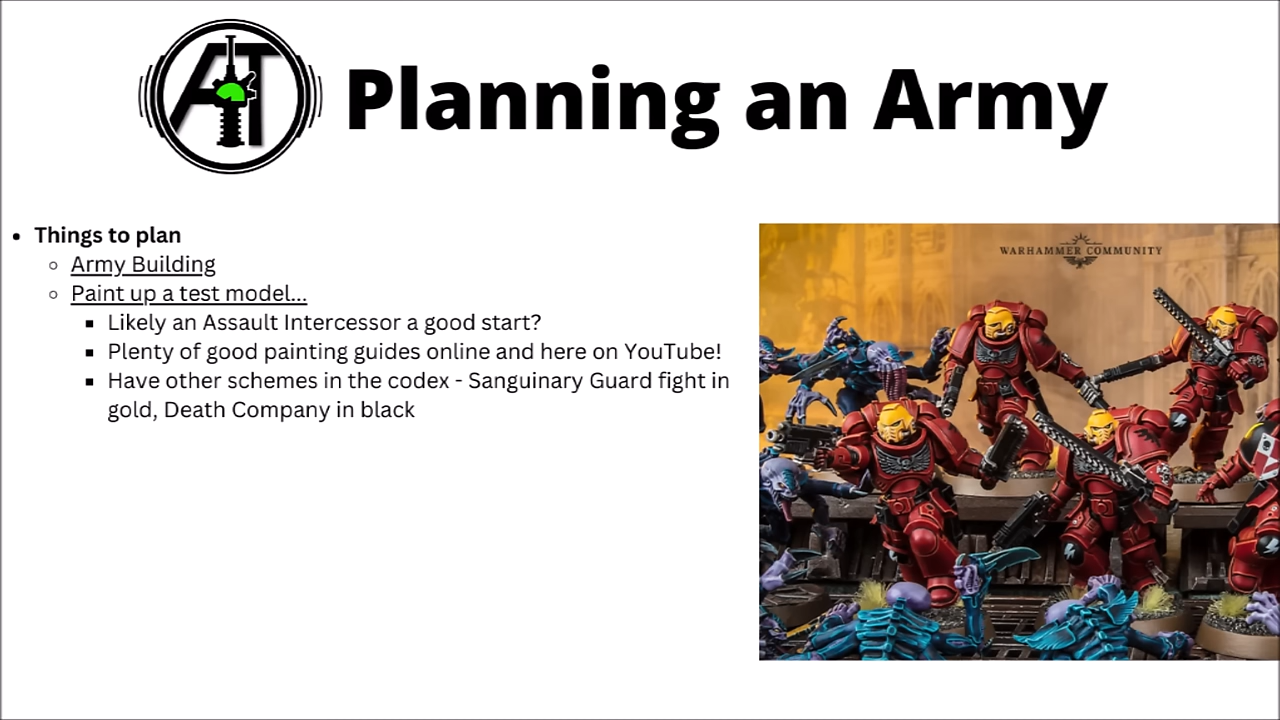 AT
Planning an Army
Things to plan
Army Building
Paint up a test model...
Likely an Assault Intercessor a good start?
Plenty of good painting guides online and here on YouTube!
Have other schemes in the codex - Sanguinary Guard fight in
gold, Death Company in black
WARHAMMER COMMUNITY